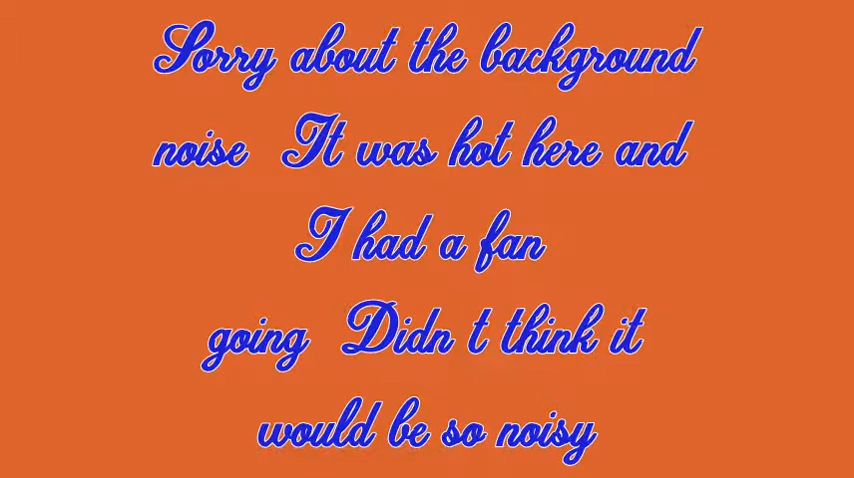 Sorry about the background
noise It was hot here and
I had a fan
going Didn t think it
would be so noisy